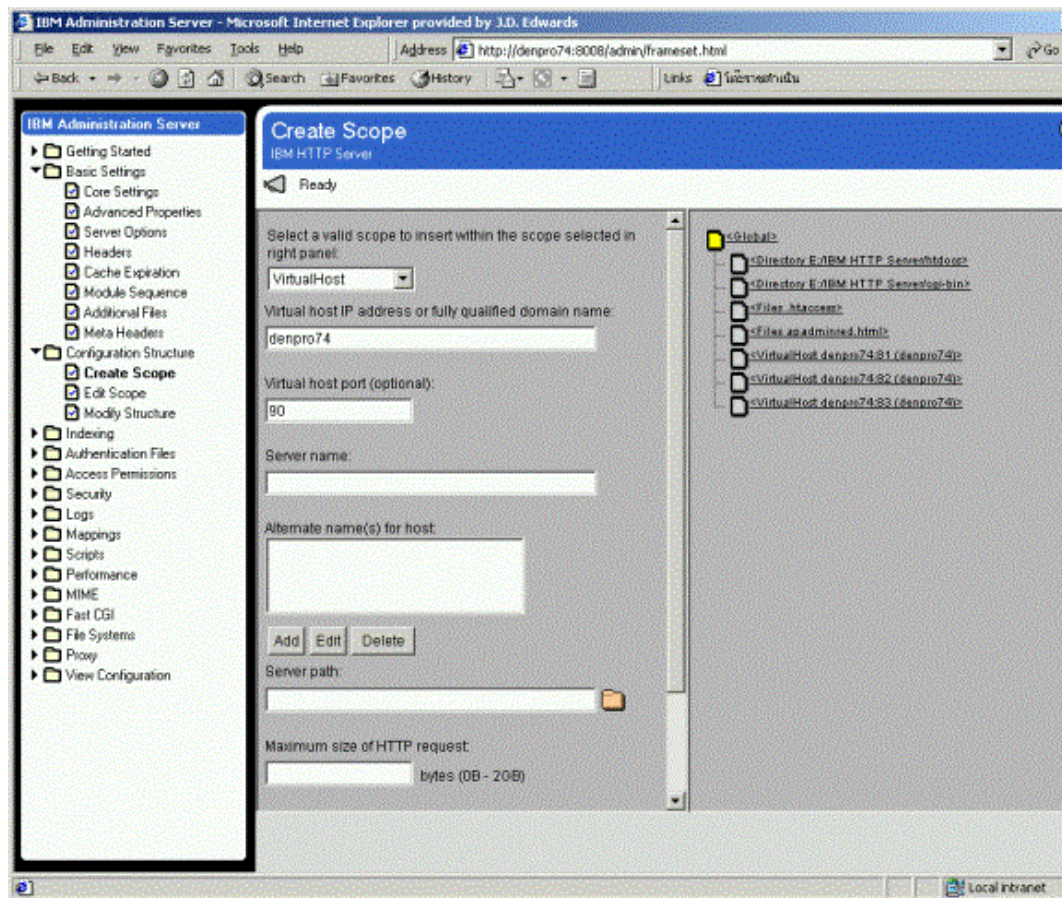 IBM Administration Server - Microsoft Internet Explorer provided by J.D. Edwards
File Edit View Favorites Tools Help
Address http://denpro74:8008/admin/frameset.html
Go
Back
Search Favorites History
Links
IBM Administration Server
Getting Started
Basic Settings
Core Settings
Advanced Properties
Server Options
Headers
Cache Expiration
Module Sequence
Additional Files
Meta Headers
Configuration Structure
Create Scope
Edit Scope
Modify Structure
Indexing
Authentication Files
Access Permissions
Security
Logs
Mappings
Scripts
Performance
MIME
Fast CGI
File Systems
Proxy
View Configuration
Create Scope
IBM HTTP Server
Ready
Select a valid scope to insert within the scope selected in
right panel:
VirtualHost
Virtual host IP address or fully qualified domain name:
denpro74
Virtual host port (optional):
90
Server name:
Alternate name(s) for host:
Add Edit Delete
Server path:
Maximum size of HTTP request:
bytes (0B - 2GB)
<Global>
<Directory E:/IBM HTTP Server/htdocs>
<Directory E:/IBM HTTP Server/cgi-bin>
<Files .htaccess>
<Files apadminred.html>
<VirtualHost denpro74:81 (denpro74)>
<VirtualHost denpro74:82 (denpro74)>
<VirtualHost denpro74:83 (denpro74)>
Local intranet